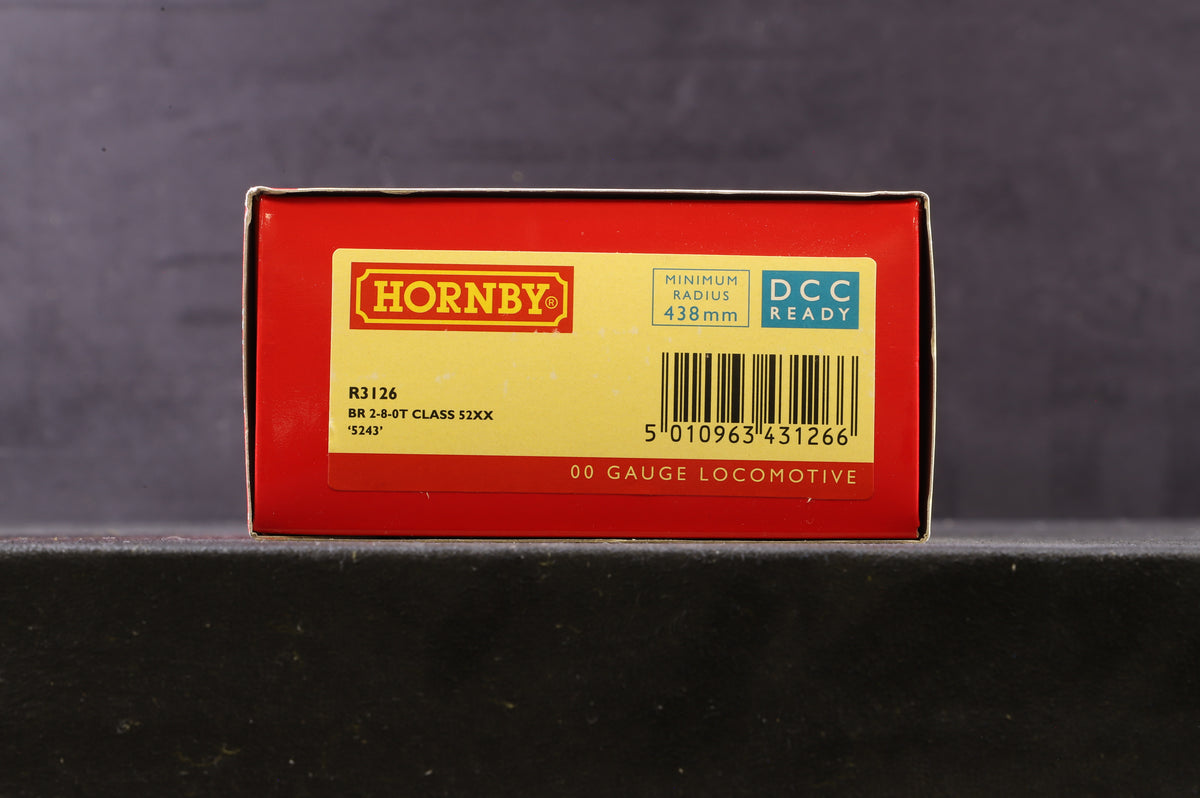 HORNBY®
MINIMUM
RADIUS
438mm
DCC
READY
R3126
BR 2-8-0T CLASS 52XX
‘5243’
5 010963 431266
00 GAUGE LOCOMOTIVE